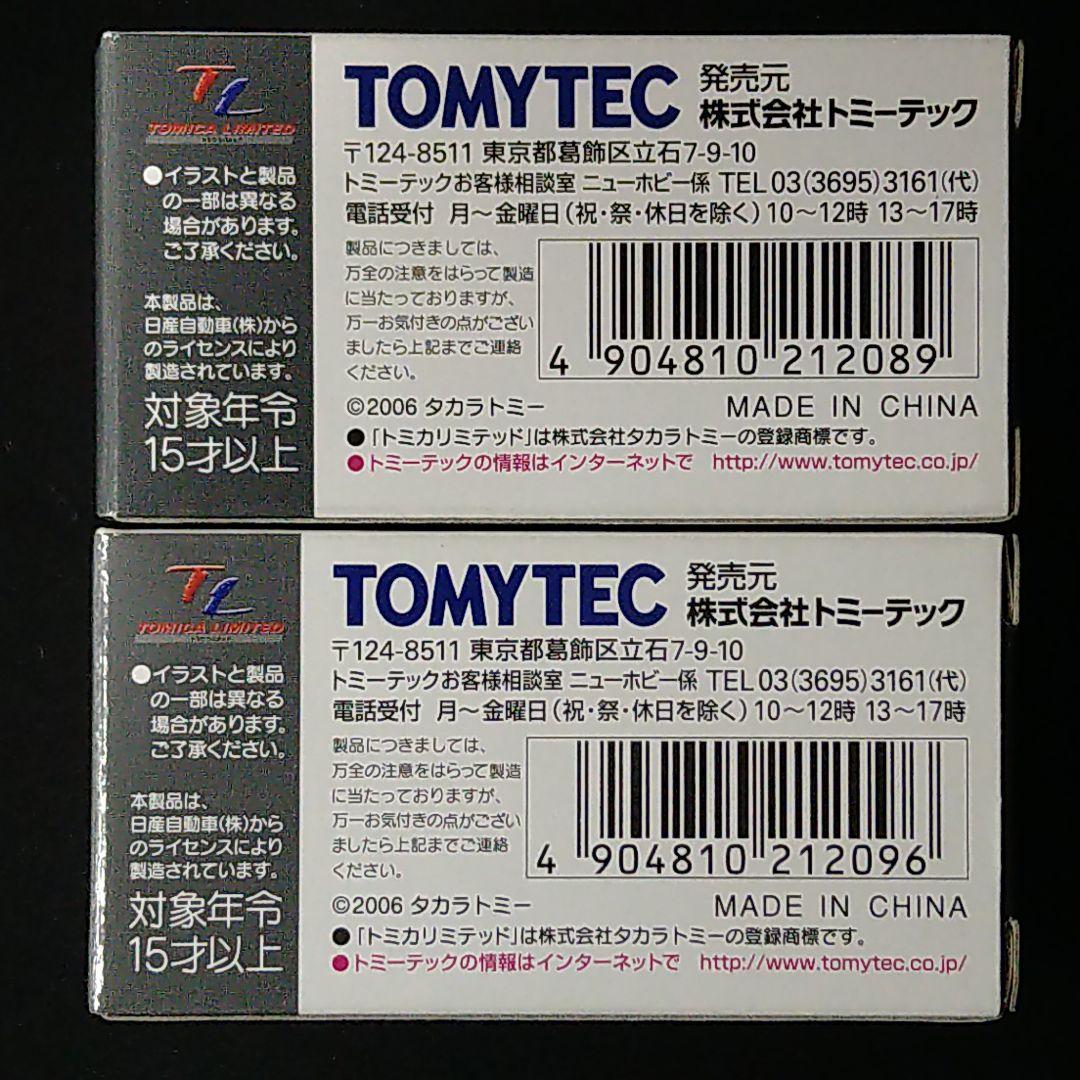 TL
TOMICA LIMITED
●イラストと製品
の一部は異なる
場合があります。
ご了承ください。
本製品は、
日産自動車(株)から
のライセンスにより
製造されています。
対象年令
15才以上
TOMYTEC
発売元
株式会社トミーテック
〒124-8511 東京都葛飾区立石7-9-10
トミーテックお客様相談室 ニューホビー係 TEL 03(3695)3161(代)
電話受付 月〜金曜日(祝・祭・休日を除く)10〜12時 13〜17時
製品につきましては、
万全の注意をはらって製造
に当たっておりますが、
万一お気付きの点がござい
ましたら上記までご連絡
ください。
4 904810 212089
©2006 タカラトミー
MADE IN CHINA
●「トミカリミテッド」は株式会社タカラトミーの登録商標です。
●トミーテックの情報はインターネットで http://www.tomytec.co.jp/
TL
TOMICA LIMITED
●イラストと製品
の一部は異なる
場合があります。
ご了承ください。
本製品は、
日産自動車(株)から
のライセンスにより
製造されています。
対象年令
15才以上
TOMYTEC
発売元
株式会社トミーテック
〒124-8511 東京都葛飾区立石7-9-10
トミーテックお客様相談室 ニューホビー係 TEL 03(3695)3161(代)
電話受付 月〜金曜日(祝・祭・休日を除く)10〜12時 13〜17時
製品につきましては、
万全の注意をはらって製造
に当たっておりますが、
万一お気付きの点がござい
ましたら上記までご連絡
ください。
4 904810 212096
©2006 タカラトミー
MADE IN CHINA
●「トミカリミテッド」は株式会社タカラトミーの登録商標です。
●トミーテックの情報はインターネットで http://www.tomytec.co.jp/